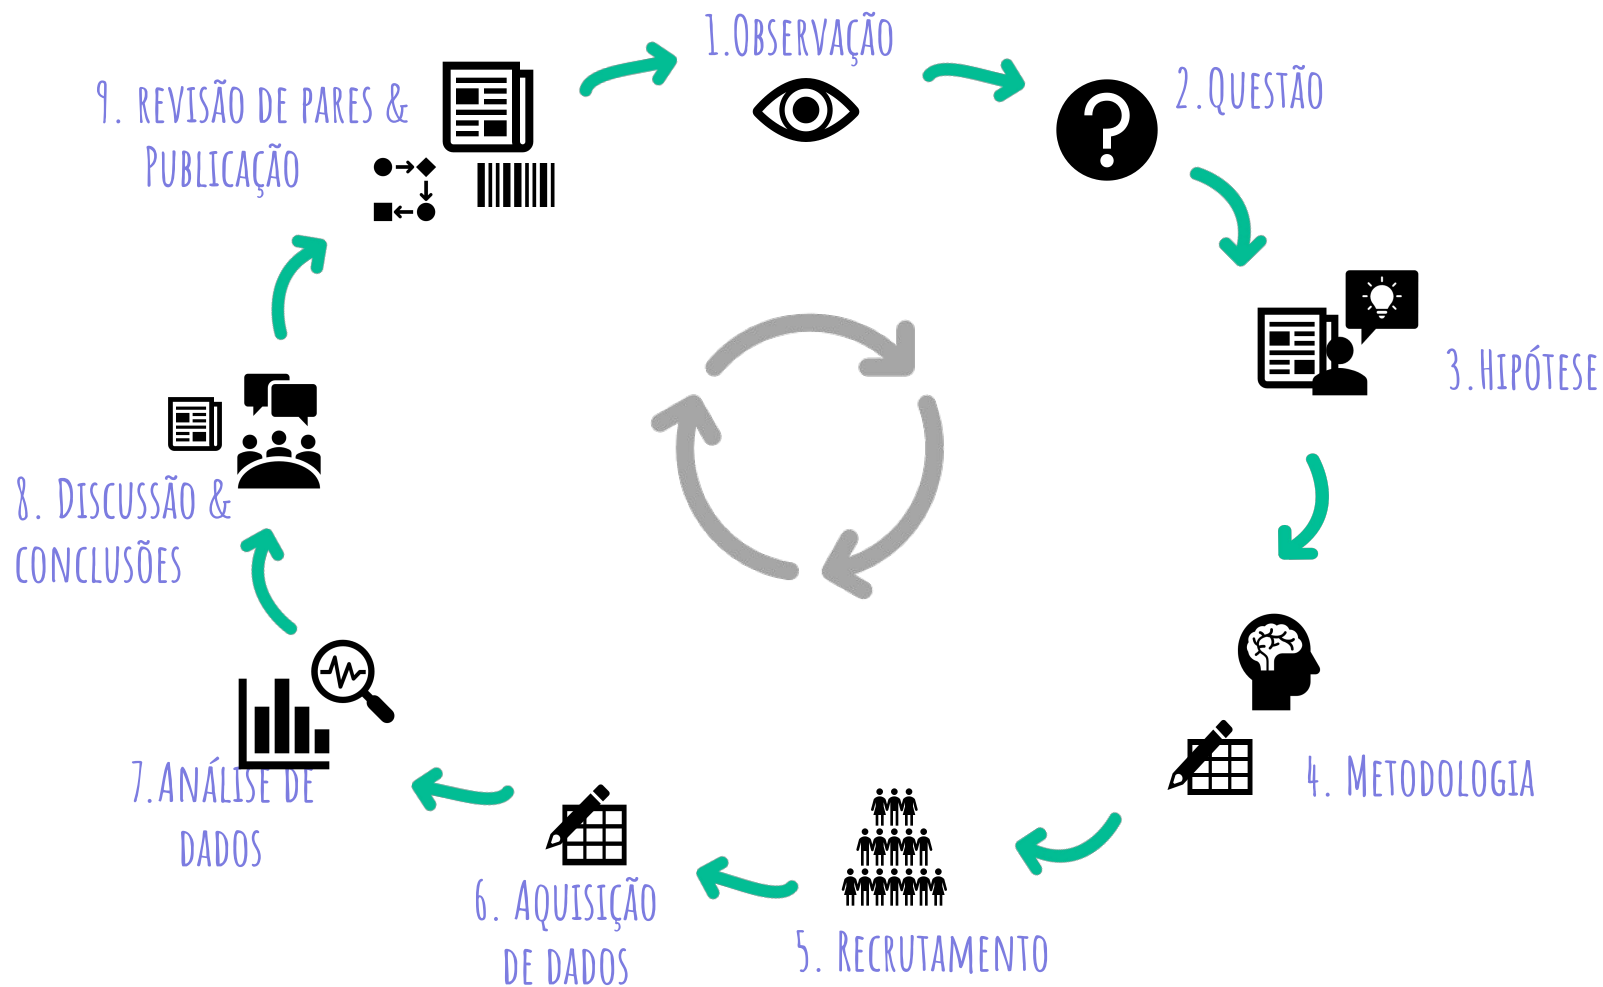 1.Observação
2.Questão
3.Hipótese
4. Metodologia
5. Recrutamento
6. Aquisição
de dados
7.Análise de
dados
8. Discussão &
conclusões
9. revisão de pares &
Publicação